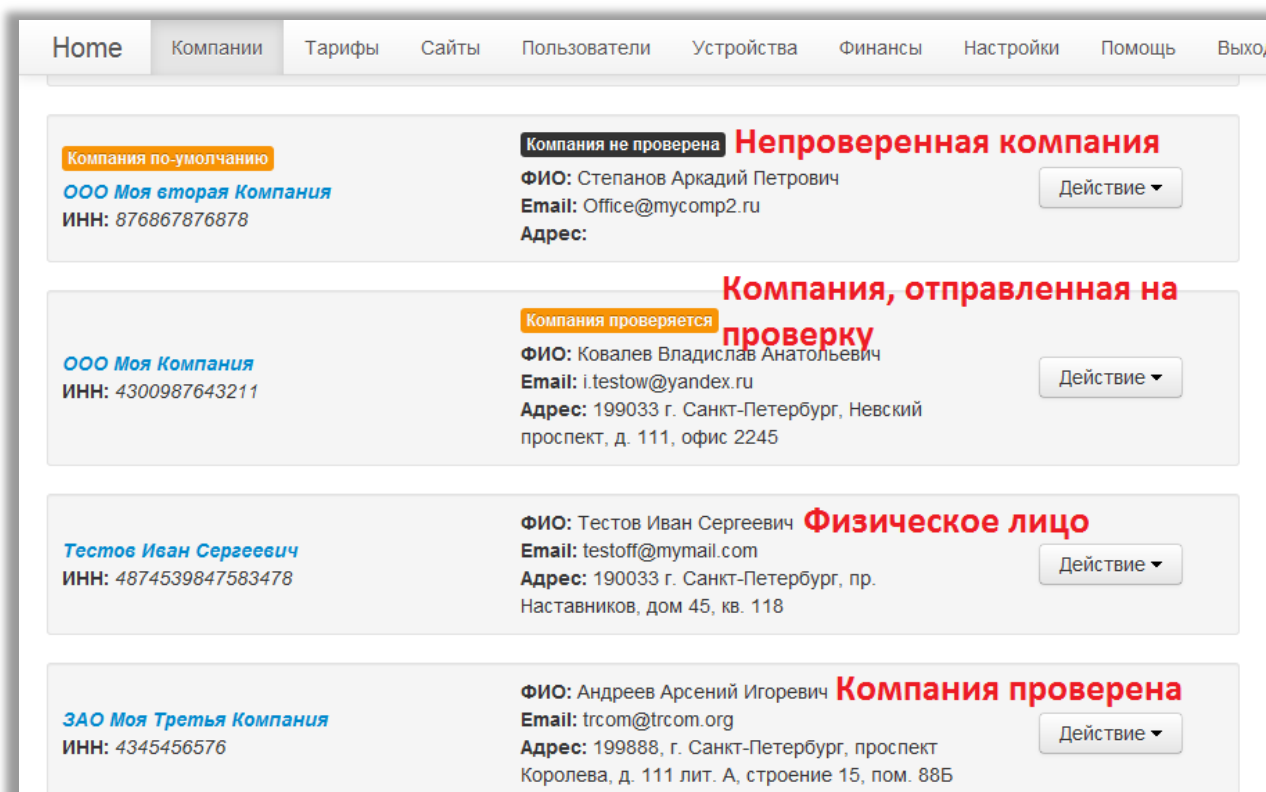 Home Компании Тарифы Сайты Пользователи Устройства Финансы Настройки Помощь Выход
Компания по-умолчанию
ООО Моя вторая Компания
ИНН: 876867876878
Компания не проверена Непроверенная компания
ФИО: Степанов Аркадий Петрович
Email: Office@mycomp2.ru
Адрес:
Действие
ООО Моя Компания
ИНН: 4300987643211
Компания, отправленная на
проверку
Компания проверяется
ФИО: Ковалев Владислав Анатольевич
Email: i.testow@yandex.ru
Адрес: 199033 г. Санкт-Петербург, Невский
проспект, д. 111, офис 2245
Действие
Тестов Иван Сергеевич
ИНН: 4874539847583478
ФИО: Тестов Иван Сергеевич Физическое лицо
Email: testoff@mymail.com
Адрес: 190033 г. Санкт-Петербург, пр.
Наставников, дом 45, кв. 118
Действие
ЗАО Моя Третья Компания
ИНН: 4345456576
ФИО: Андреев Арсений Игоревич Компания проверена
Email: trcom@trcom.org
Адрес: 199888, г. Санкт-Петербург, проспект
Королева, д. 111 лит. А, строение 15, пом. 88Б
Действие